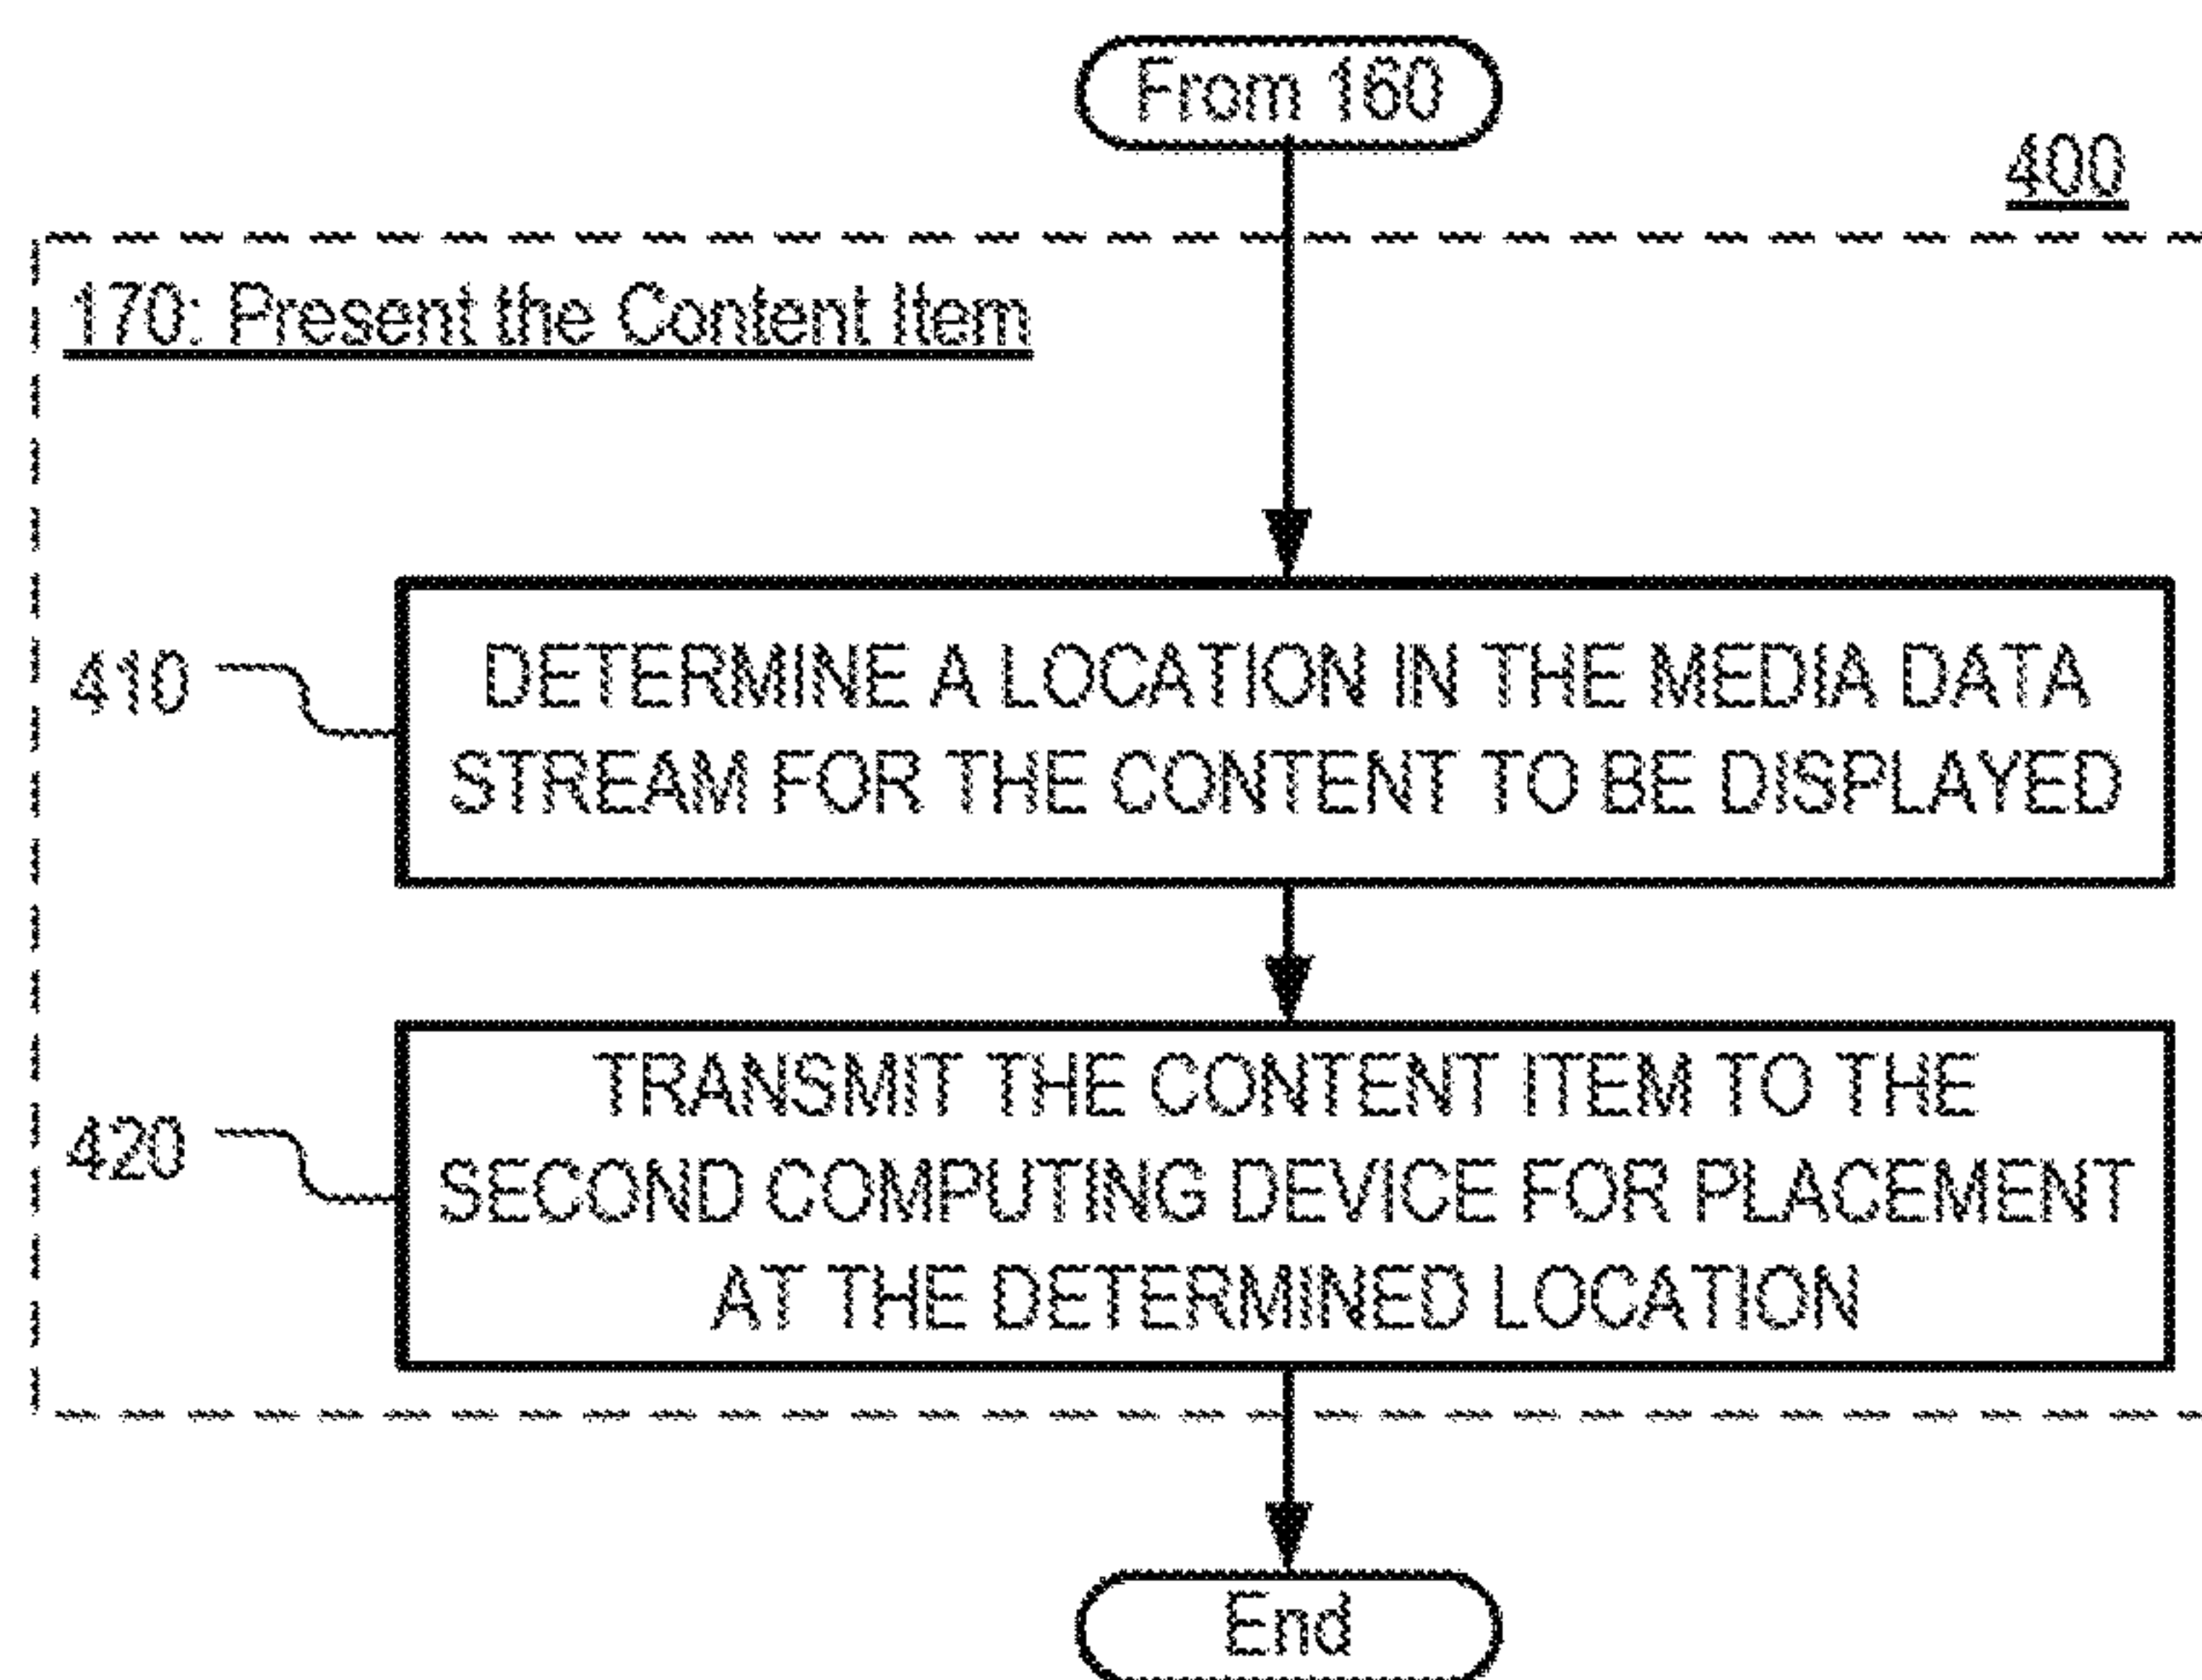 From 160
400
170: Present the Content Item
410
DETERMINE A LOCATION IN THE MEDIA DATA
STREAM FOR THE CONTENT TO BE DISPLAYED
420
TRANSMIT THE CONTENT ITEM TO THE
SECOND COMPUTING DEVICE FOR PLACEMENT
AT THE DETERMINED LOCATION
End